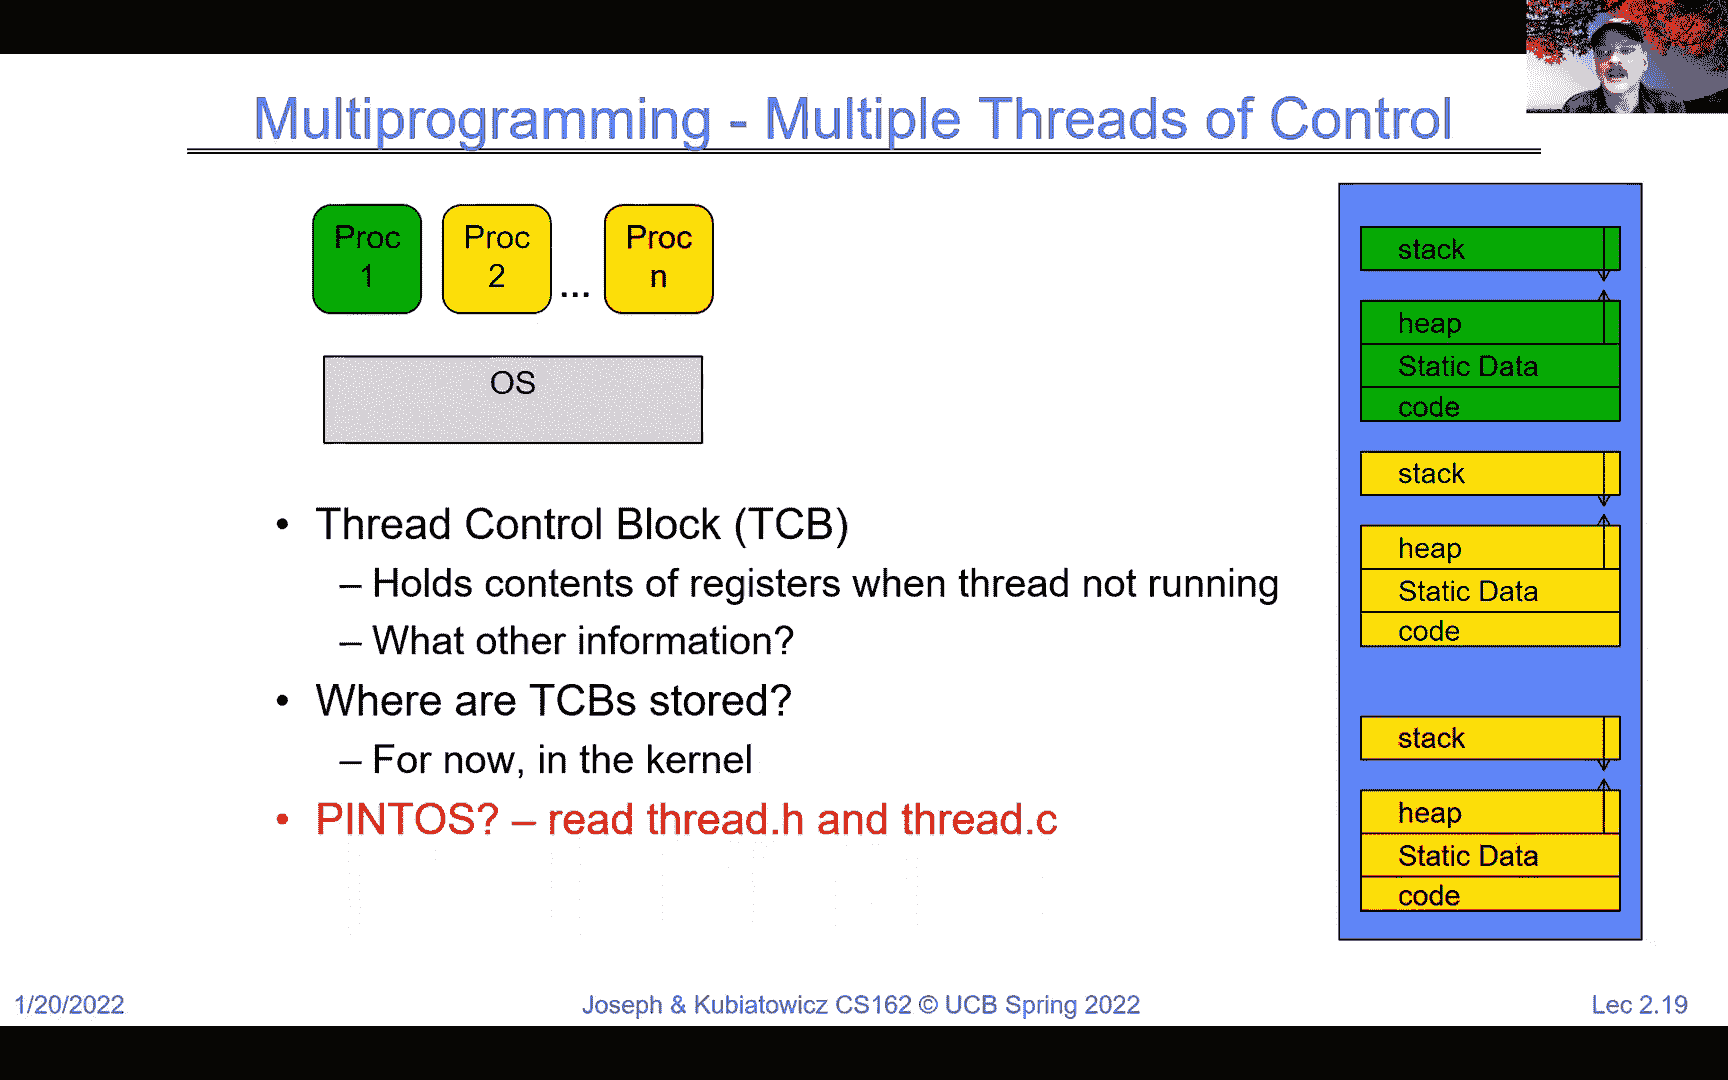 Multiprogramming - Multiple Threads of Control
Proc
1
Proc
2
...
Proc
n
OS
• Thread Control Block (TCB)
– Holds contents of registers when thread not running
– What other information?
• Where are TCBs stored?
– For now, in the kernel
• PINTOS? – read thread.h and thread.c
stack
heap
Static Data
code
stack
heap
Static Data
code
stack
heap
Static Data
code
1/20/2022
Joseph & Kubiatowicz CS162 © UCB Spring 2022
Lec 2.19